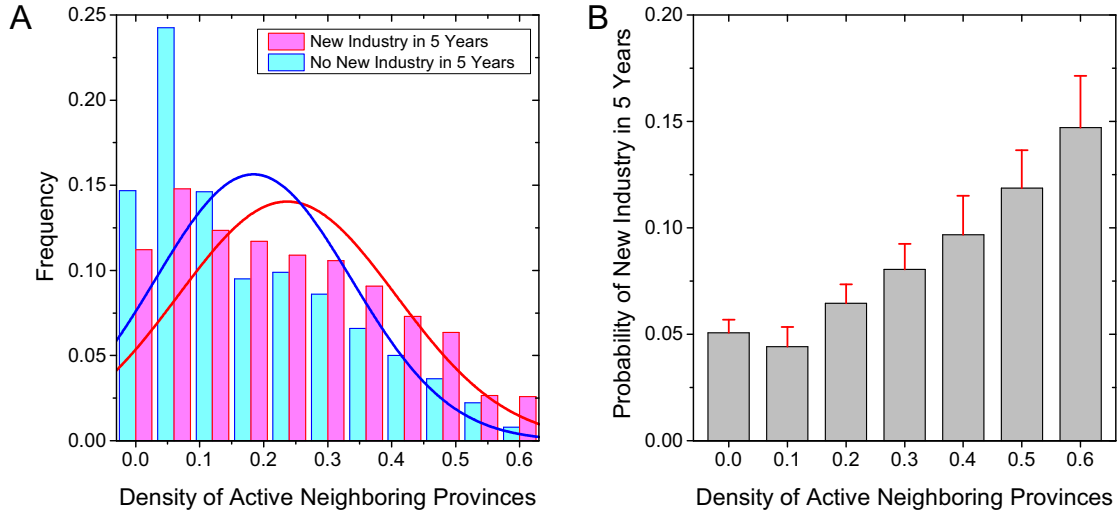 A
Frequency
0.25
0.20
0.15
0.10
0.05
0.00
New Industry in 5 Years
No New Industry in 5 Years
0.0 0.1 0.2 0.3 0.4 0.5 0.6
Density of Active Neighboring Provinces
B
Probability of New Industry in 5 Years
0.20
0.15
0.10
0.05
0.00
0.0 0.1 0.2 0.3 0.4 0.5 0.6
Density of Active Neighboring Provinces